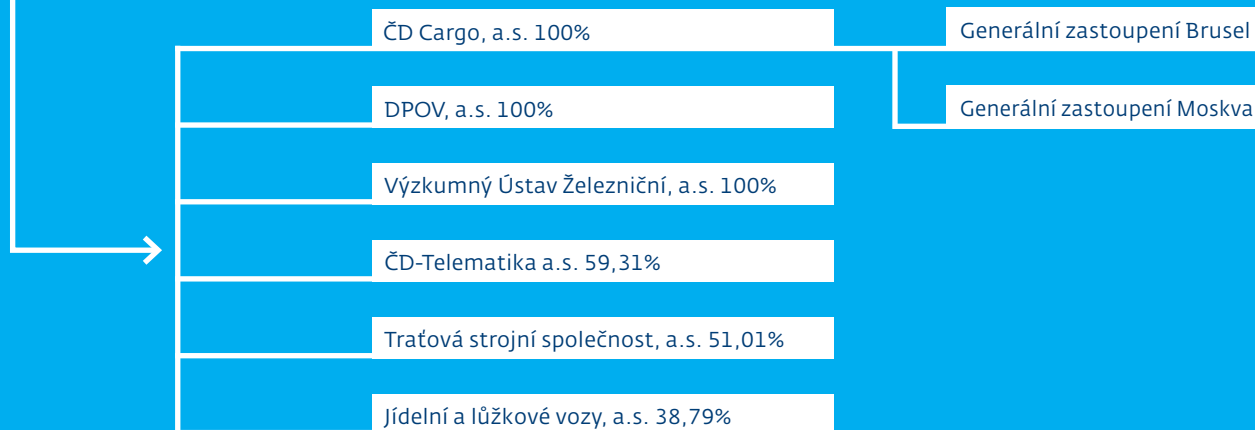 ČD Cargo, a.s. 100%
Generální zastoupení Brusel
DPOV, a.s. 100%
Generální zastoupení Moskva
Výzkumný Ústav Železniční, a.s. 100%
ČD-Telematika a.s. 59,31%
Traťová strojní společnost, a.s. 51,01%
Jídelní a lůžkové vozy, a.s. 38,79%